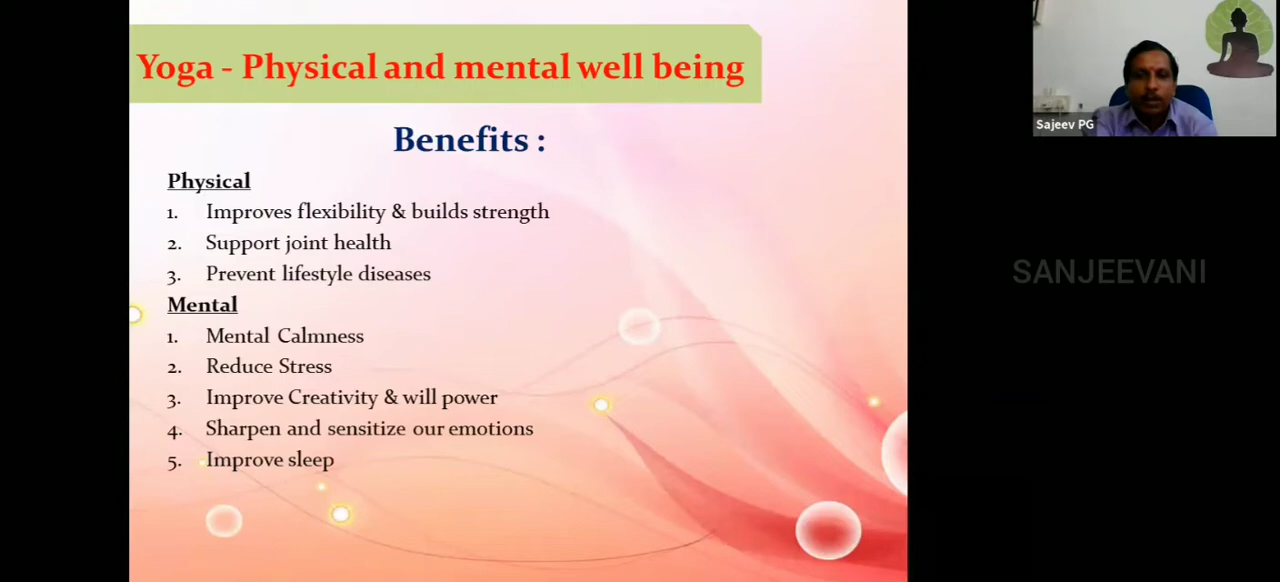 Yoga - Physical and mental well being
Benefits :
Physical
1. Improves flexibility & builds strength
2. Support joint health
3. Prevent lifestyle diseases
Mental
1. Mental Calmness
2. Reduce Stress
3. Improve Creativity & will power
4. Sharpen and sensitize our emotions
5. Improve sleep
Sajeev PG
SANJEEVANI